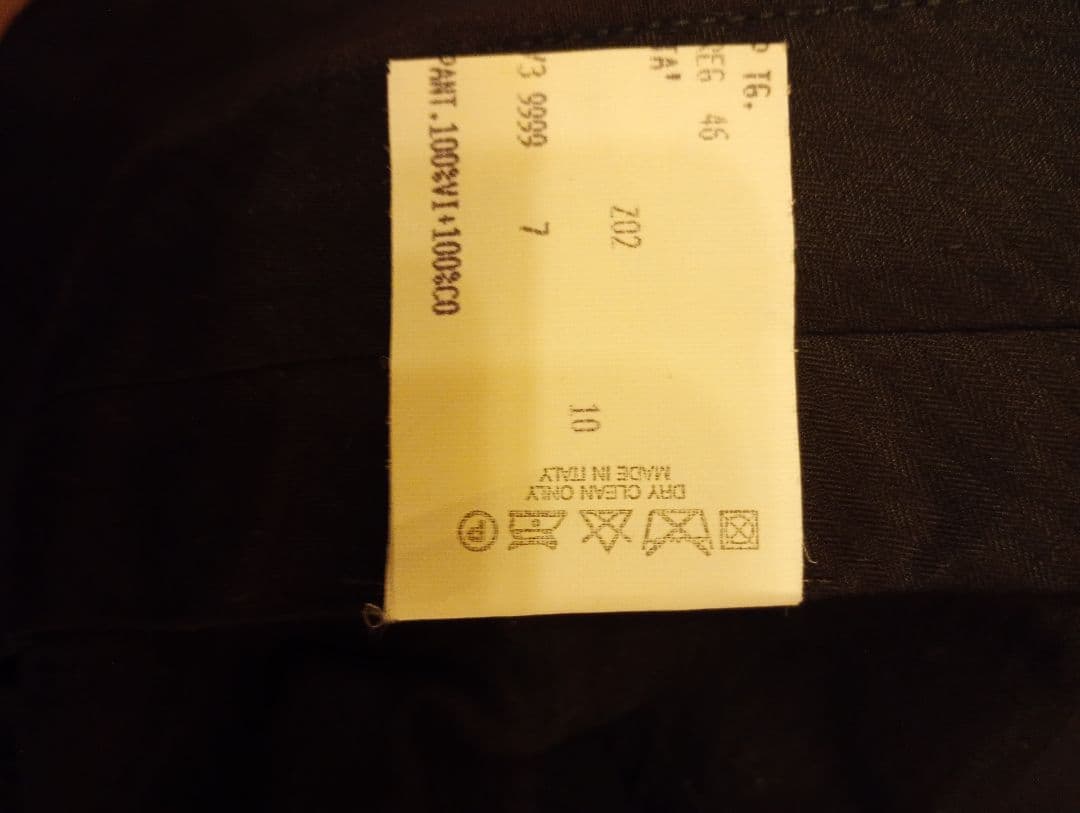 TG.
REG 46
TA'
Z02
10
/3 9999 7
PANT.100%VI+100%CO
DRY CLEAN ONLY
MADE IN ITALY
P